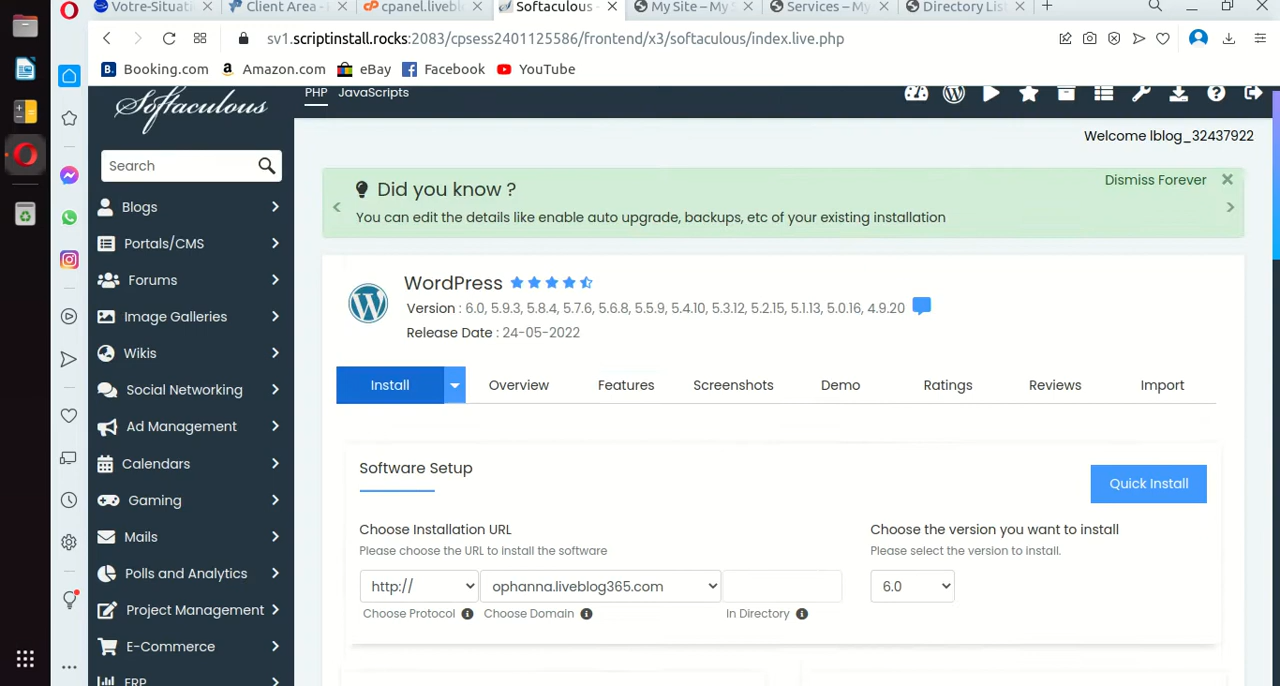 Votre-Situati
Client Area -
cpanel.liveble
Softaculous -
My Site – My S
Services – My
Directory List
sv1.scriptinstall.rocks:2083/cpsess2401125586/frontend/x3/softaculous/index.live.php
Booking.com
Amazon.com
eBay
Facebook
YouTube
Softaculous
PHP
JavaScripts
Welcome lblog_32437922
Search
Blogs
Portals/CMS
Forums
Image Galleries
Wikis
Social Networking
Ad Management
Calendars
Gaming
Mails
Polls and Analytics
Project Management
E-Commerce
ERP
Did you know ?
Dismiss Forever
You can edit the details like enable auto upgrade, backups, etc of your existing installation
WordPress
Version : 6.0, 5.9.3, 5.8.4, 5.7.6, 5.6.8, 5.5.9, 5.4.10, 5.3.12, 5.2.15, 5.1.13, 5.0.16, 4.9.20
Release Date : 24-05-2022
Install
Overview
Features
Screenshots
Demo
Ratings
Reviews
Import
Software Setup
Quick Install
Choose Installation URL
Please choose the URL to install the software
http://
ophanna.liveblog365.com
Choose Protocol
Choose Domain
In Directory
Choose the version you want to install
Please select the version to install.
6.0